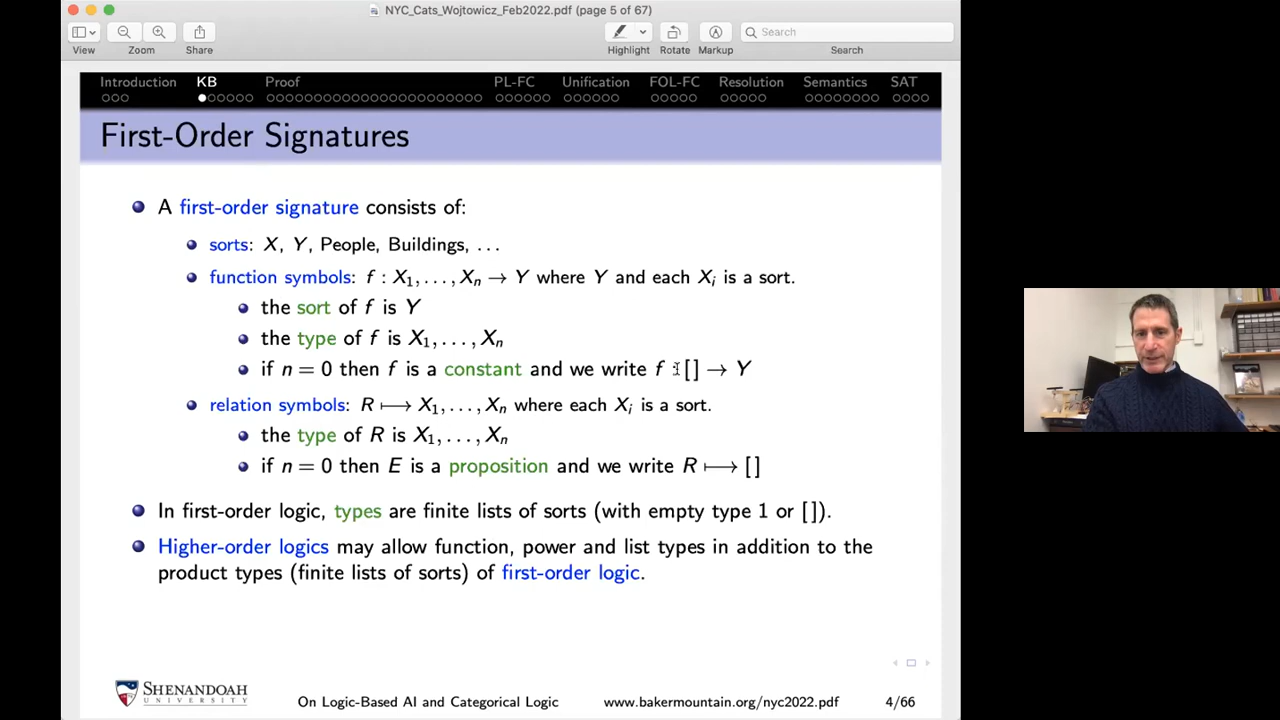 NYC_Cats_Wojtowicz_Feb2022.pdf (page 5 of 67)
View Zoom Share Highlight Rotate Markup Search
Search
Introduction KB Proof PL-FC Unification FOL-FC Resolution Semantics SAT
First-Order Signatures
A first-order signature consists of:
sorts: X, Y, People, Buildings, ...
function symbols: f : X₁, ..., Xₙ → Y where Y and each Xᵢ is a sort.
the sort of f is Y
the type of f is X₁, ..., Xₙ
if n = 0 then f is a constant and we write f : [] → Y
relation symbols: R ⟼ X₁, ..., Xₙ where each Xᵢ is a sort.
the type of R is X₁, ..., Xₙ
if n = 0 then E is a proposition and we write R ⟼ []
In first-order logic, types are finite lists of sorts (with empty type 1 or []).
Higher-order logics may allow function, power and list types in addition to the
product types (finite lists of sorts) of first-order logic.
SHENANDOAH
UNIVERSITY
On Logic-Based AI and Categorical Logic www.bakermountain.org/nyc2022.pdf 4/66